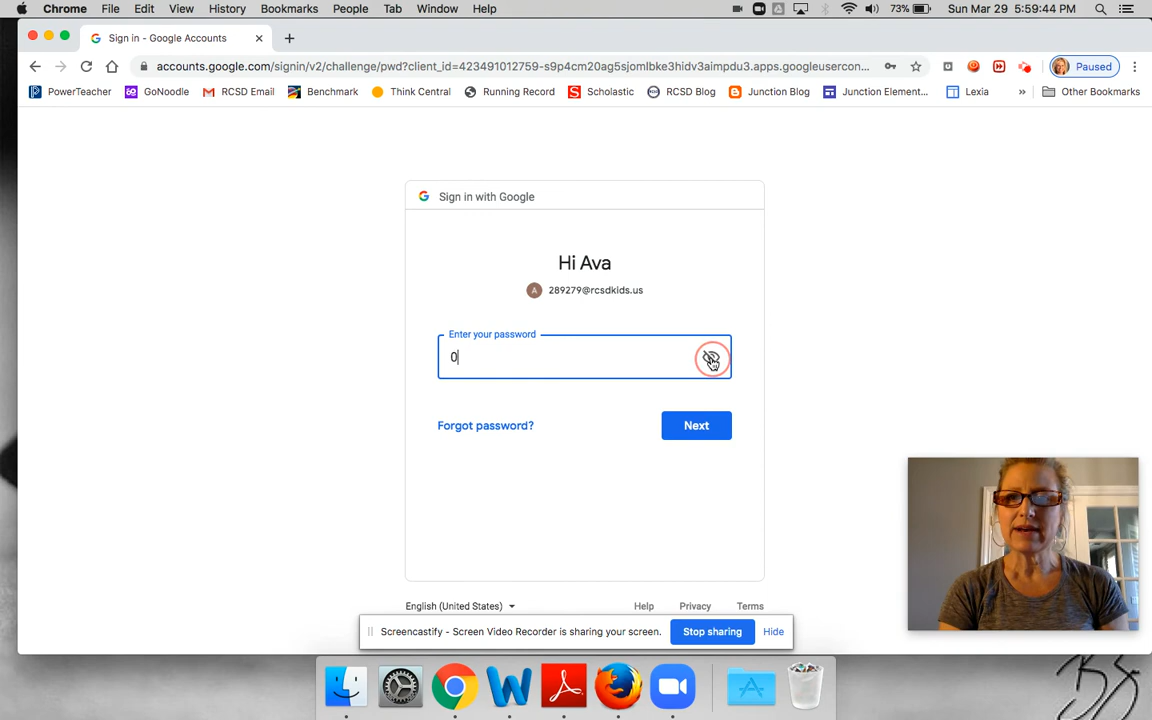 Chrome File Edit View History Bookmarks People Tab Window Help 73% Sun Mar 29 5:59:44 PM
Sign in - Google Accounts
accounts.google.com/signin/v2/challenge/pwd?client_id=423491012759-s9p4cm20ag5sjomlbke3hidv3aimpdu3.apps.googleusercon... Paused
PowerTeacher GoNoodle RCSD Email Benchmark Think Central Running Record Scholastic RCSD Blog Junction Blog Junction Element... Lexia » Other Bookmarks
Sign in with Google
Hi Ava
A 289279@rcsdkids.us
Enter your password
0
Forgot password? Next
English (United States) Help Privacy Terms
Screencastify - Screen Video Recorder is sharing your screen. Stop sharing Hide